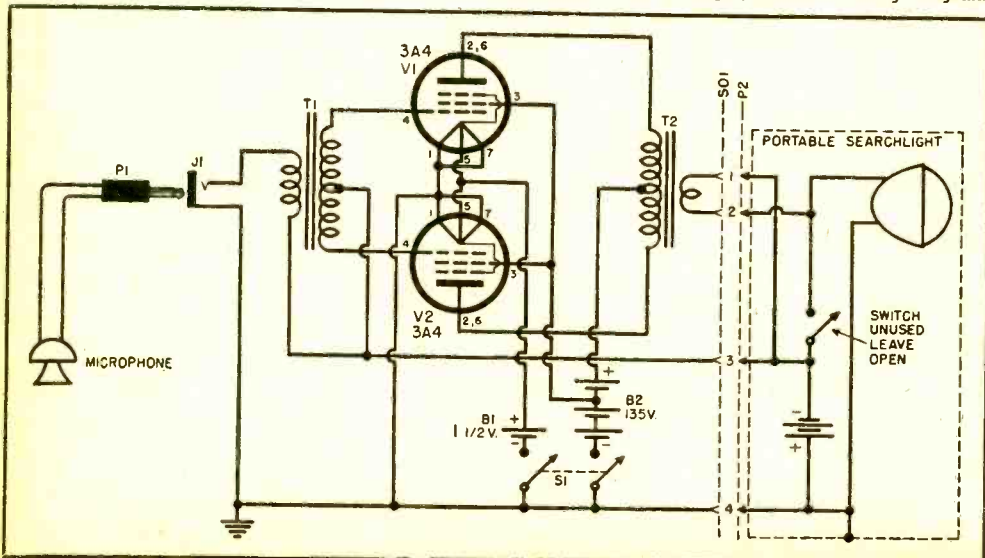 3A4
V1
2,6
3
4
1
5
7
T1
P1
J1
T2
SO1
P2
PORTABLE SEARCHLIGHT
1
2
1
5
7
4
3
V2
3A4
2,6
MICROPHONE
SWITCH
UNUSED
LEAVE
OPEN
3
+
B2
135V.
B1
1 1/2 V.
+
-
-
-
+
S1
4